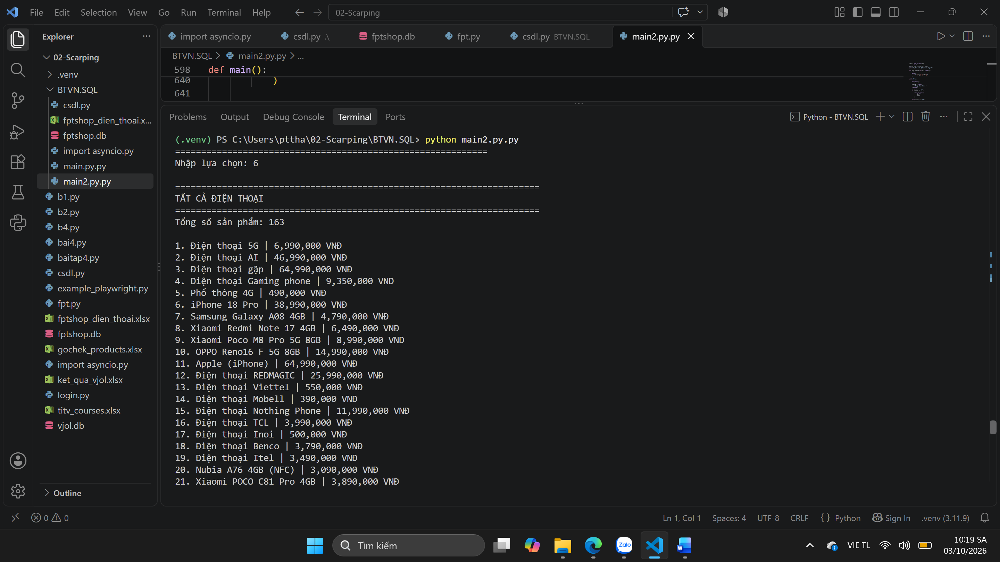 File Edit Selection View Go Run Terminal Help
02-Scarping
Explorer
import asyncio.py
csdl.py .\
fptshop.db
fpt.py
csdl.py BTVN.SQL
main2.py.py
02-Scarping
.venv
BTVN.SQL
csdl.py
fptshop_dien_thoai.x...
fptshop.db
import asyncio.py
main.py.py
main2.py.py
b1.py
b2.py
b4.py
bai4.py
baitap4.py
csdl.py
example_playwright.py
fpt.py
fptshop_dien_thoai.xlsx
fptshop.db
gochek_products.xlsx
import asyncio.py
ket_qua_vjol.xlsx
login.py
titv_courses.xlsx
vjol.db
Outline
BTVN.SQL > main2.py.py > ...
598 def main():
640 )
641
Problems Output Debug Console Terminal Ports
Python - BTVN.SQL
(.venv) PS C:\Users\pttha\02-Scarping\BTVN.SQL> python main2.py.py
============================================================
Nhập lựa chọn: 6
======================================================================
TẤT CẢ ĐIỆN THOẠI
======================================================================
Tổng số sản phẩm: 163
1. Điện thoại 5G | 6,990,000 VNĐ
2. Điện thoại AI | 46,990,000 VNĐ
3. Điện thoại gập | 64,990,000 VNĐ
4. Điện thoại Gaming phone | 9,350,000 VNĐ
5. Phổ thông 4G | 490,000 VNĐ
6. iPhone 18 Pro | 38,990,000 VNĐ
7. Samsung Galaxy A08 4GB | 4,790,000 VNĐ
8. Xiaomi Redmi Note 17 4GB | 6,490,000 VNĐ
9. Xiaomi Poco M8 Pro 5G 8GB | 8,990,000 VNĐ
10. OPPO Reno16 F 5G 8GB | 14,990,000 VNĐ
11. Apple (iPhone) | 64,990,000 VNĐ
12. Điện thoại REDMAGIC | 25,990,000 VNĐ
13. Điện thoại Viettel | 550,000 VNĐ
14. Điện thoại Mobell | 390,000 VNĐ
15. Điện thoại Nothing Phone | 11,990,000 VNĐ
16. Điện thoại TCL | 3,990,000 VNĐ
17. Điện thoại Inoi | 500,000 VNĐ
18. Điện thoại Benco | 3,790,000 VNĐ
19. Điện thoại Itel | 3,490,000 VNĐ
20. Nubia A76 4GB (NFC) | 3,090,000 VNĐ
21. Xiaomi POCO C81 Pro 4GB | 3,890,000 VNĐ
0 0
Ln 1, Col 1 Spaces: 4 UTF-8 CRLF {} Python Sign In .venv (3.11.9)
Tìm kiếm
Zalo
W
VIE TL
10:19 SA
03/10/2026